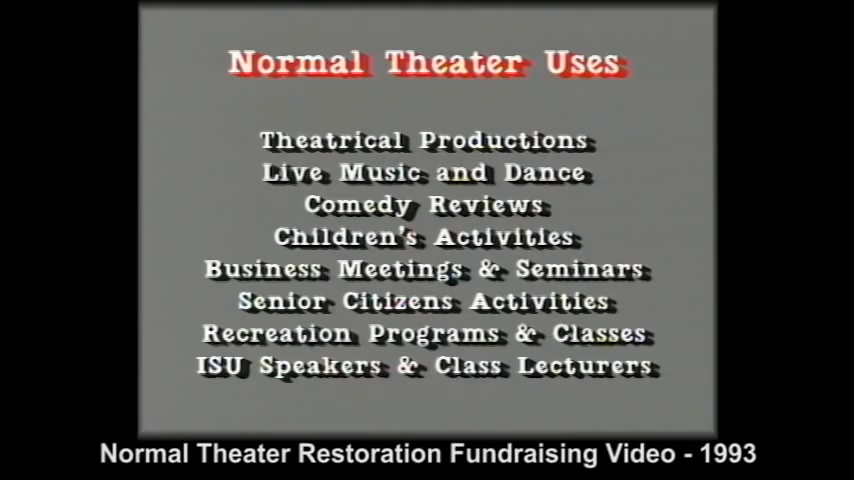 Normal Theater Uses
Theatrical Productions
Live Music and Dance
Comedy Reviews
Children's Activities
Business Meetings & Seminars
Senior Citizens Activities
Recreation Programs & Classes
ISU Speakers & Class Lecturers
Normal Theater Restoration Fundraising Video - 1993